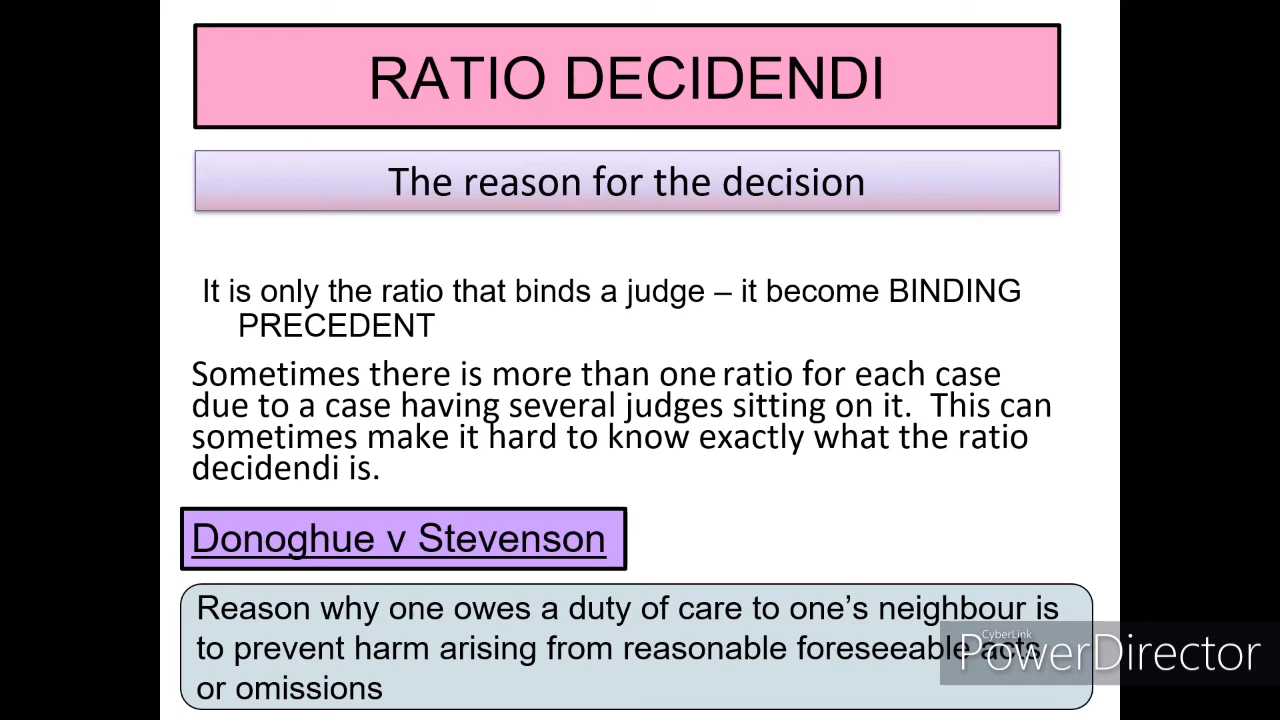 RATIO DECIDENDI
The reason for the decision
It is only the ratio that binds a judge – it become BINDING
PRECEDENT
Sometimes there is more than one ratio for each case
due to a case having several judges sitting on it. This can
sometimes make it hard to know exactly what the ratio
decidendi is.
Donoghue v Stevenson
Reason why one owes a duty of care to one’s neighbour is
to prevent harm arising from reasonable foreseeable acts
or omissions
CyberLink
PowerDirector